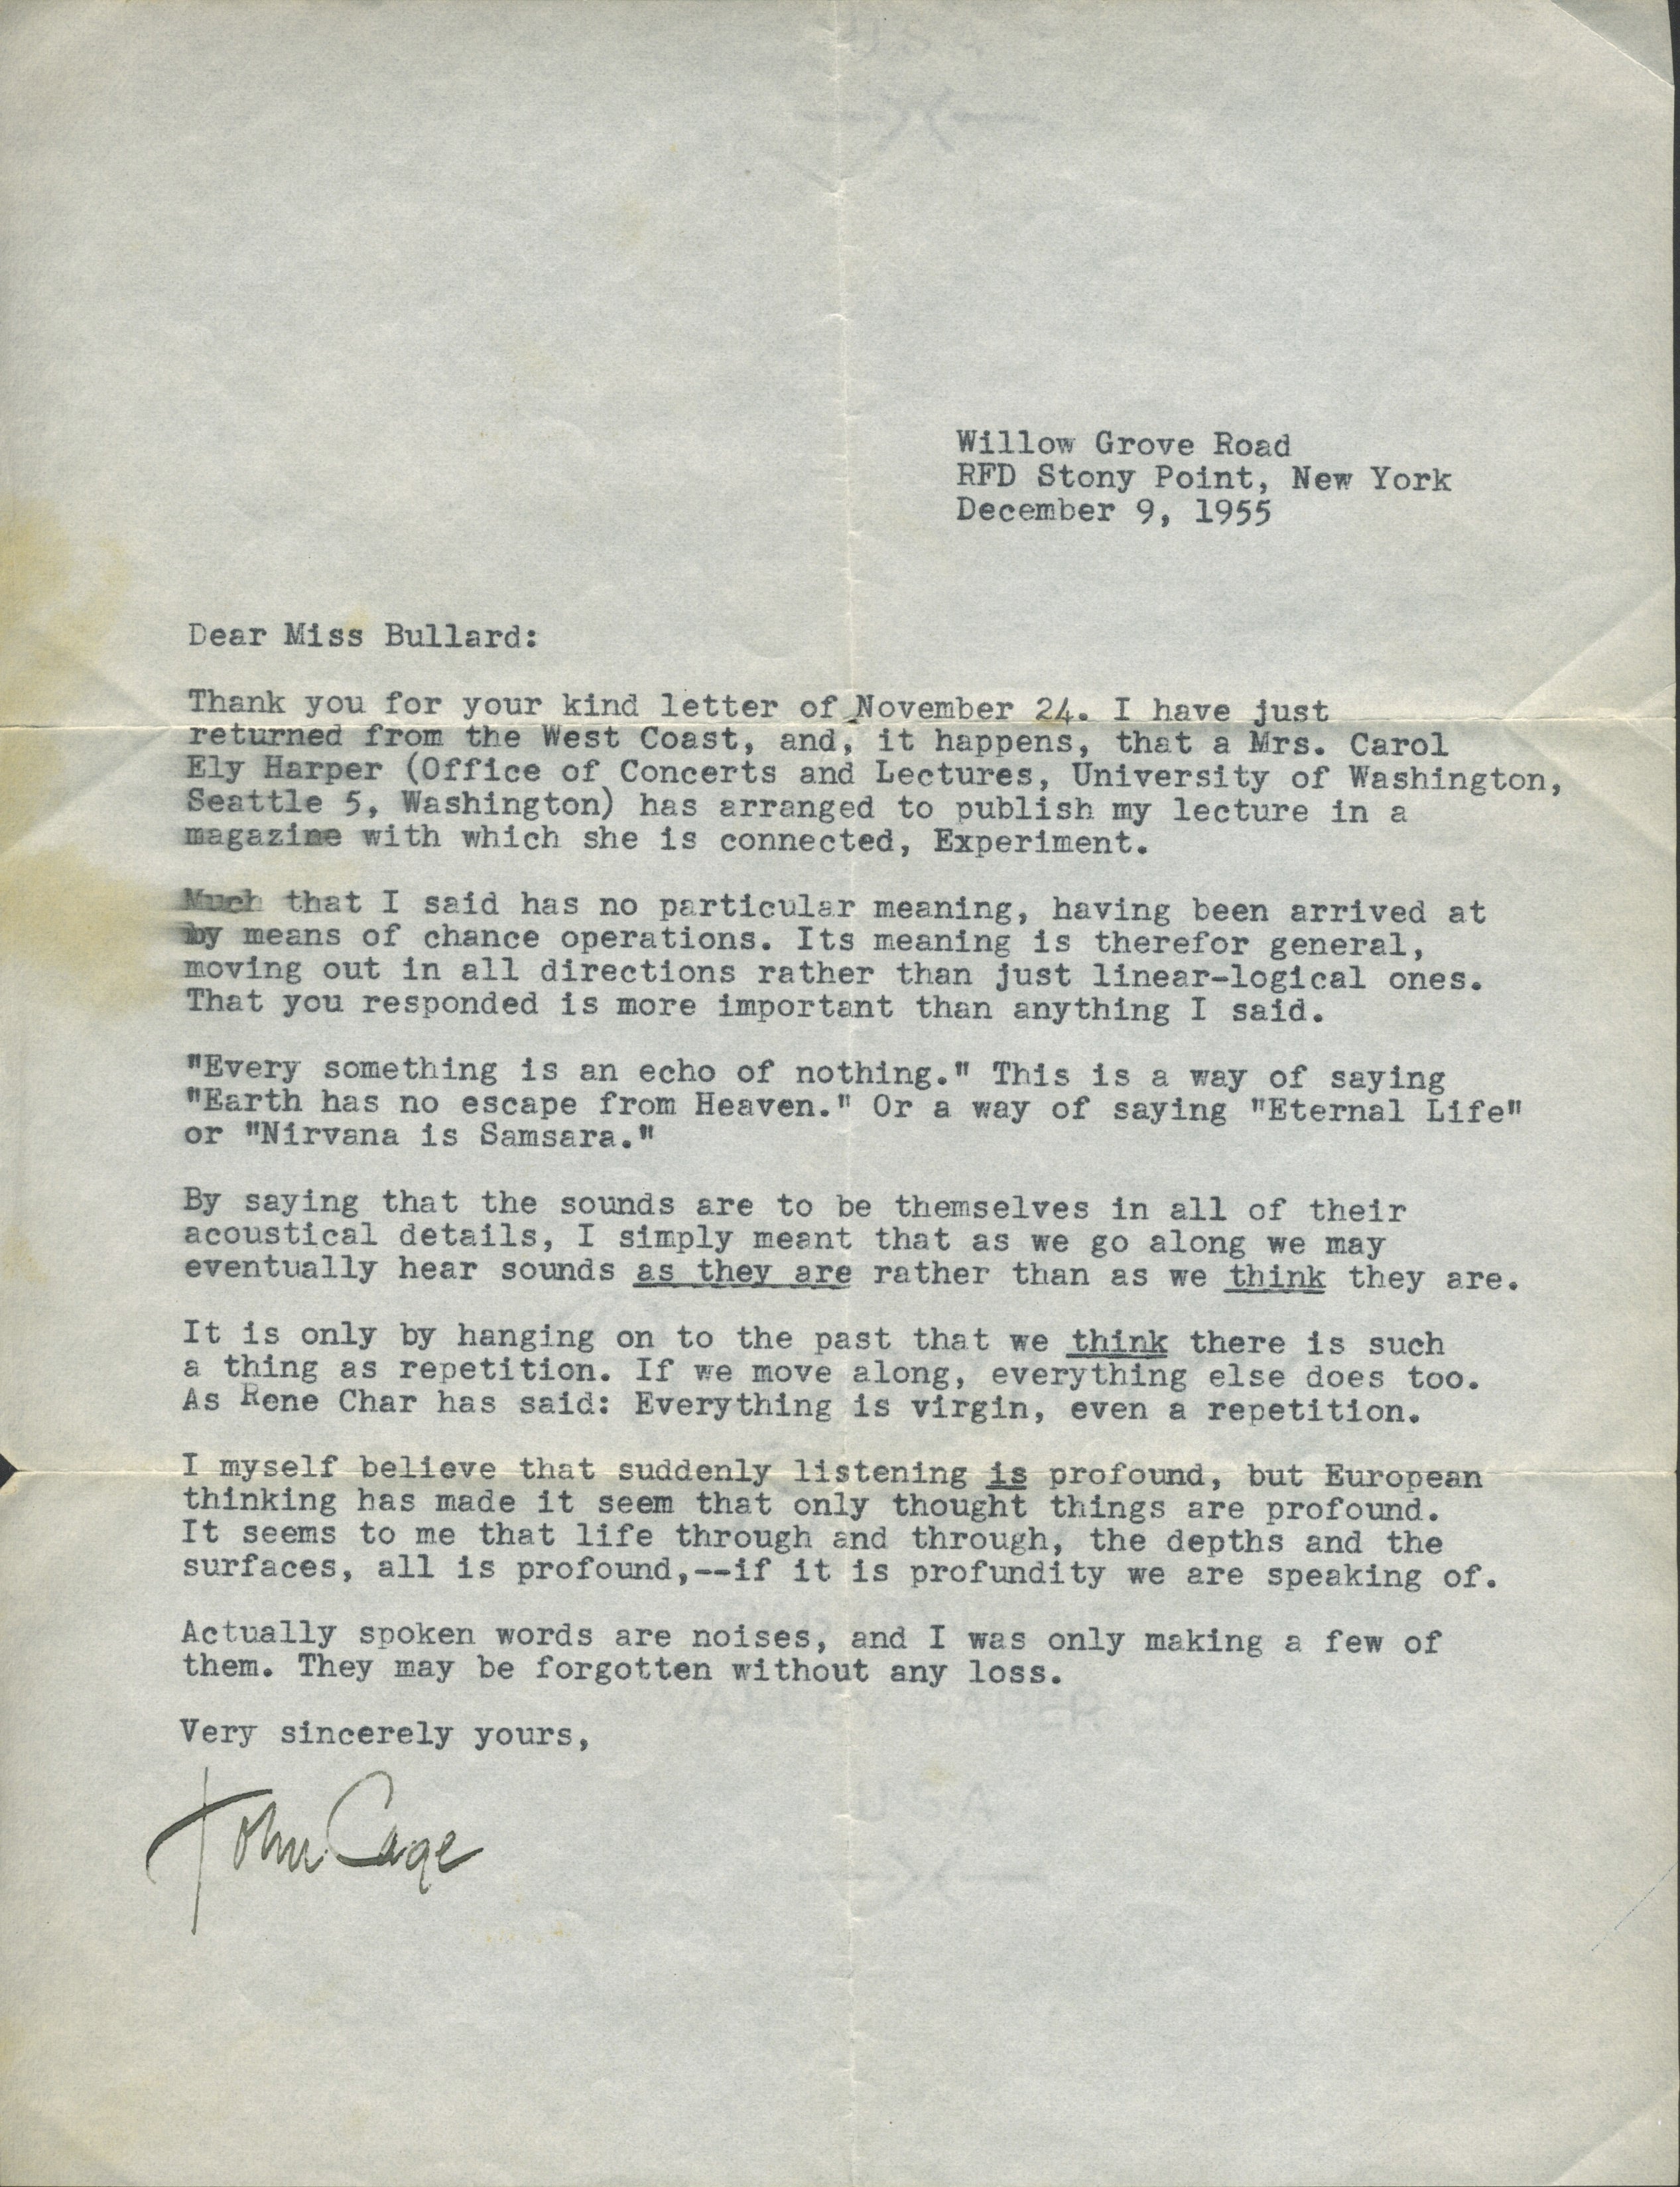 Willow Grove Road
RFD Stony Point, New York
December 9, 1955
Dear Miss Bullard:
Thank you for your kind letter of November 24. I have just
returned from the West Coast, and, it happens, that a Mrs. Carol
Ely Harper (Office of Concerts and Lectures, University of Washington,
Seattle 5, Washington) has arranged to publish my lecture in a
magazine with which she is connected, Experiment.
Much that I said has no particular meaning, having been arrived at
by means of chance operations. Its meaning is therefor general,
moving out in all directions rather than just linear-logical ones.
That you responded is more important than anything I said.
"Every something is an echo of nothing." This is a way of saying
"Earth has no escape from Heaven." Or a way of saying "Eternal Life"
or "Nirvana is Samsara."
By saying that the sounds are to be themselves in all of their
acoustical details, I simply meant that as we go along we may
eventually hear sounds as they are rather than as we think they are.
It is only by hanging on to the past that we think there is such
a thing as repetition. If we move along, everything else does too.
As Rene Char has said: Everything is virgin, even a repetition.
I myself believe that suddenly listening is profound, but European
thinking has made it seem that only thought things are profound.
It seems to me that life through and through, the depths and the
surfaces, all is profound,--if it is profundity we are speaking of.
Actually spoken words are noises, and I was only making a few of
them. They may be forgotten without any loss.
Very sincerely yours,
John Cage